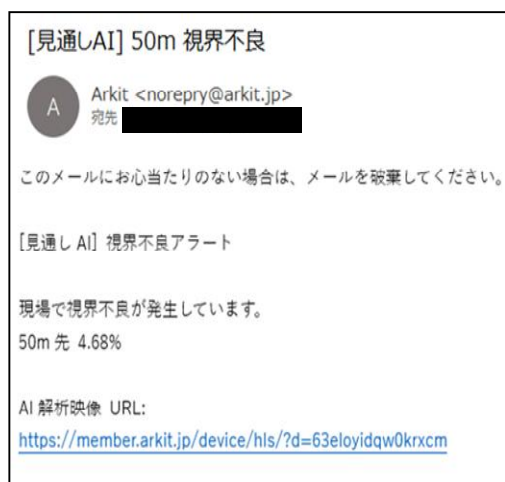 [見通しAI] 50m 視界不良
A
Arkit <norepry@arkit.jp>
宛先
このメールにお心当たりのない場合は、メールを破棄してください。
[見通し AI] 視界不良アラート
現場で視界不良が発生しています。
50m 先 4.68%
AI 解析映像 URL:
https://member.arkit.jp/device/hls/?d=63eloyidqw0krxcm